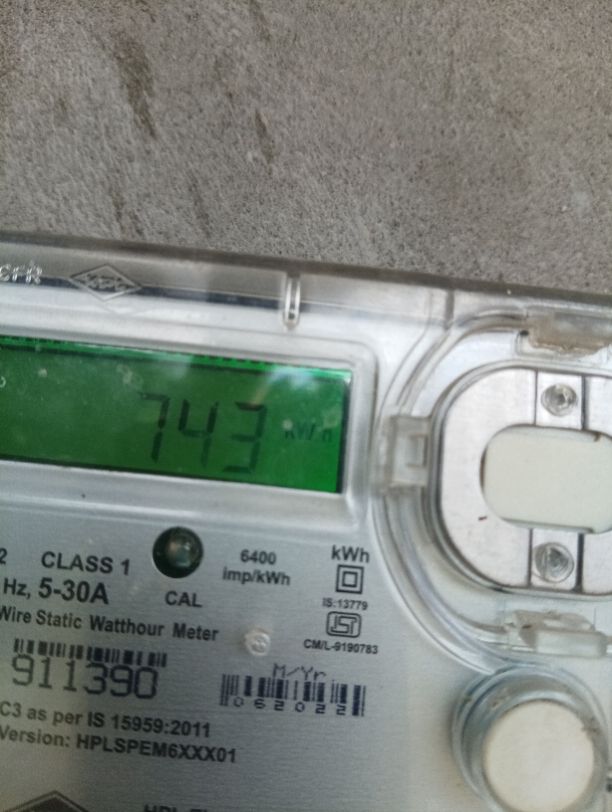 743 kWh
2 CLASS 1
6400
imp/kWh
kWh
Hz, 5-30A
CAL
IS:13779
Wire Static Watthour Meter
CM/L-9190783
911390
M/Yr
062022
C3 as per IS 15959:2011
Version: HPLSPEM6XXX01